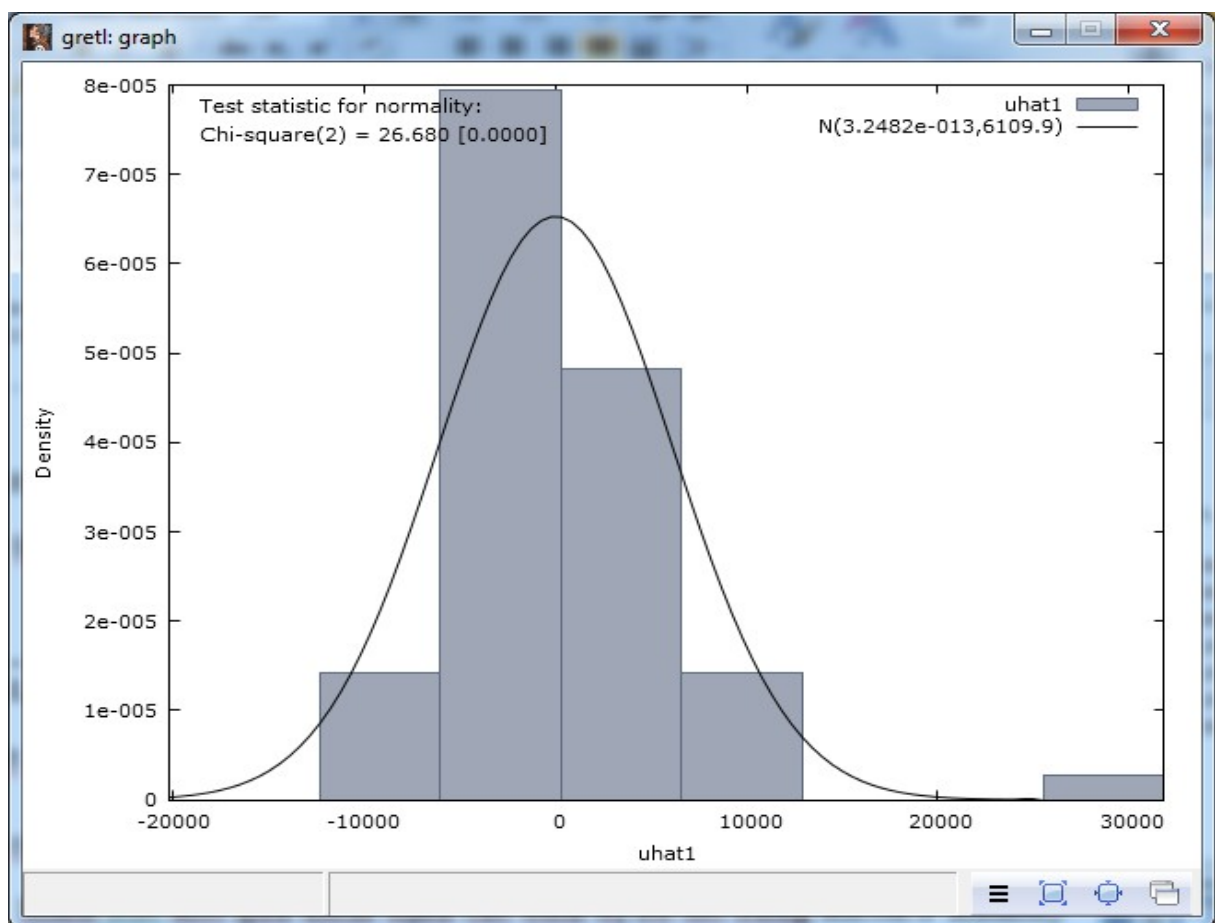 gretl: graph
8e-005
Test statistic for normality:
uhat1
Chi-square(2) = 26.680 [0.0000]
N(3.2482e-013,6109.9)
7e-005
6e-005
5e-005
4e-005
3e-005
2e-005
1e-005
0
Density
-20000
-10000
0
10000
20000
30000
uhat1